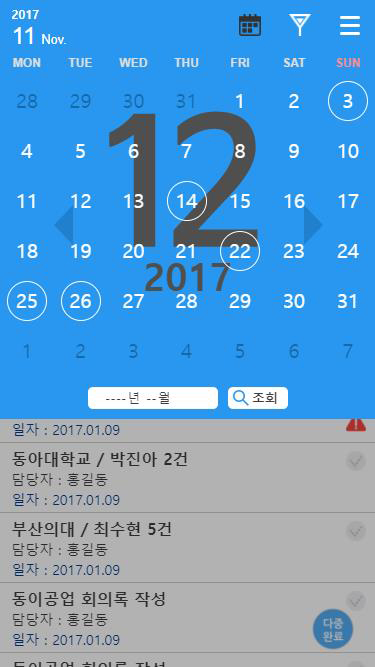 2017
11 Nov.
MON TUE WED THU FRI SAT SUN
28 29 30 31 1 2 3
4 5 6 7 8 9 10
11 12 13 14 15 16 17
18 19 20 21 22 23 24
25 26 27 28 29 30 31
1 2 3 4 5 6 7
12
2017
----년 --월 조회
일자 : 2017.01.09
동아대학교 / 박진아 2건
담당자 : 홍길동
일자 : 2017.01.09
부산의대 / 최수현 5건
담당자 : 홍길동
일자 : 2017.01.09
동이공업 회의록 작성
담당자 : 홍길동
일자 : 2017.01.09
다중
완료